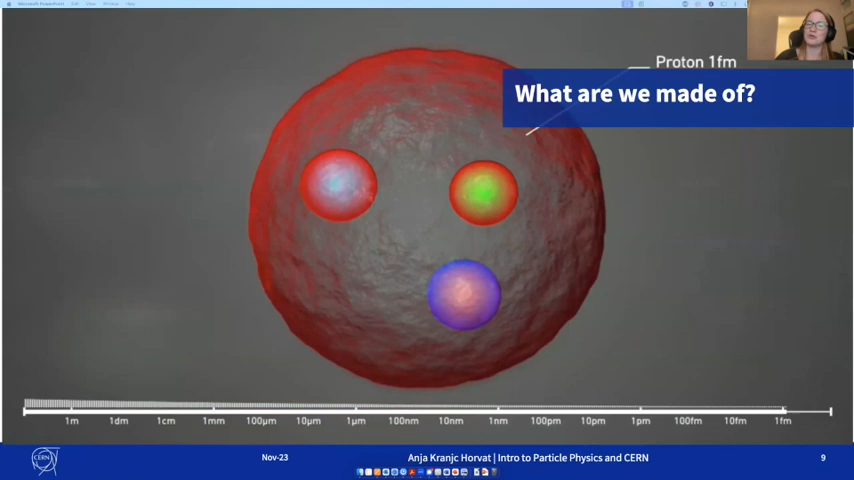 Proton 1fm
What are we made of?
1m 1dm 1cm 1mm 100μm 10μm 1μm 100nm 10nm 1nm 100pm 10pm 1pm 100fm 10fm 1fm
CERN
Nov-23
Anja Kranjc Horvat | Intro to Particle Physics and CERN
9